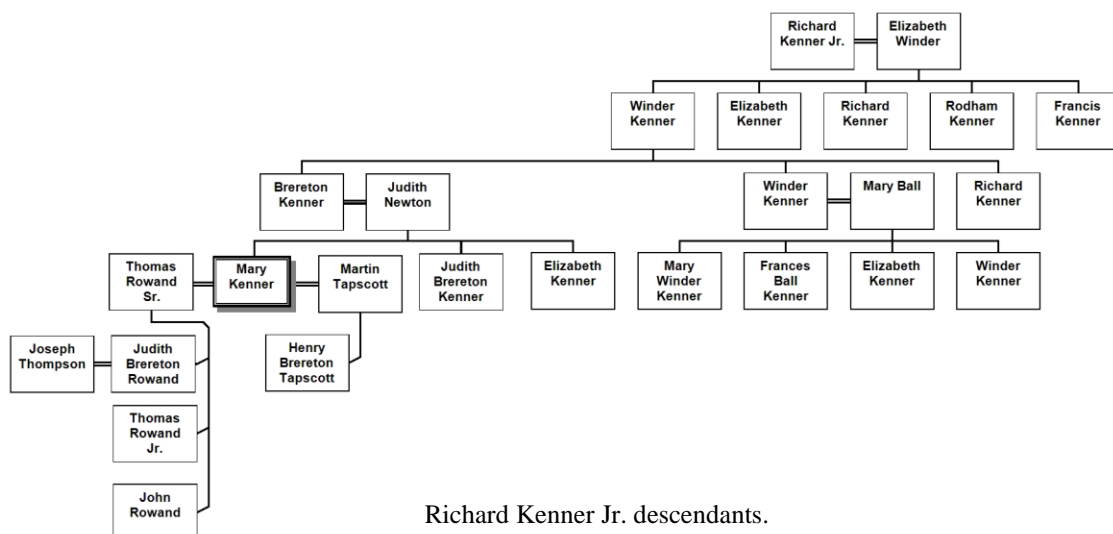 Richard
Kenner Jr.
Elizabeth
Winder
Winder
Kenner
Elizabeth
Kenner
Richard
Kenner
Rodham
Kenner
Francis
Kenner
Brereton
Kenner
Judith
Newton
Winder
Kenner
Mary Ball
Richard
Kenner
Thomas
Rowand
Sr.
Mary
Kenner
Martin
Tapscott
Judith
Brereton
Kenner
Elizabeth
Kenner
Mary
Winder
Kenner
Frances
Ball
Kenner
Elizabeth
Kenner
Winder
Kenner
Joseph
Thompson
Judith
Brereton
Rowand
Henry
Brereton
Tapscott
Thomas
Rowand
Jr.
John
Rowand
Richard Kenner Jr. descendants.